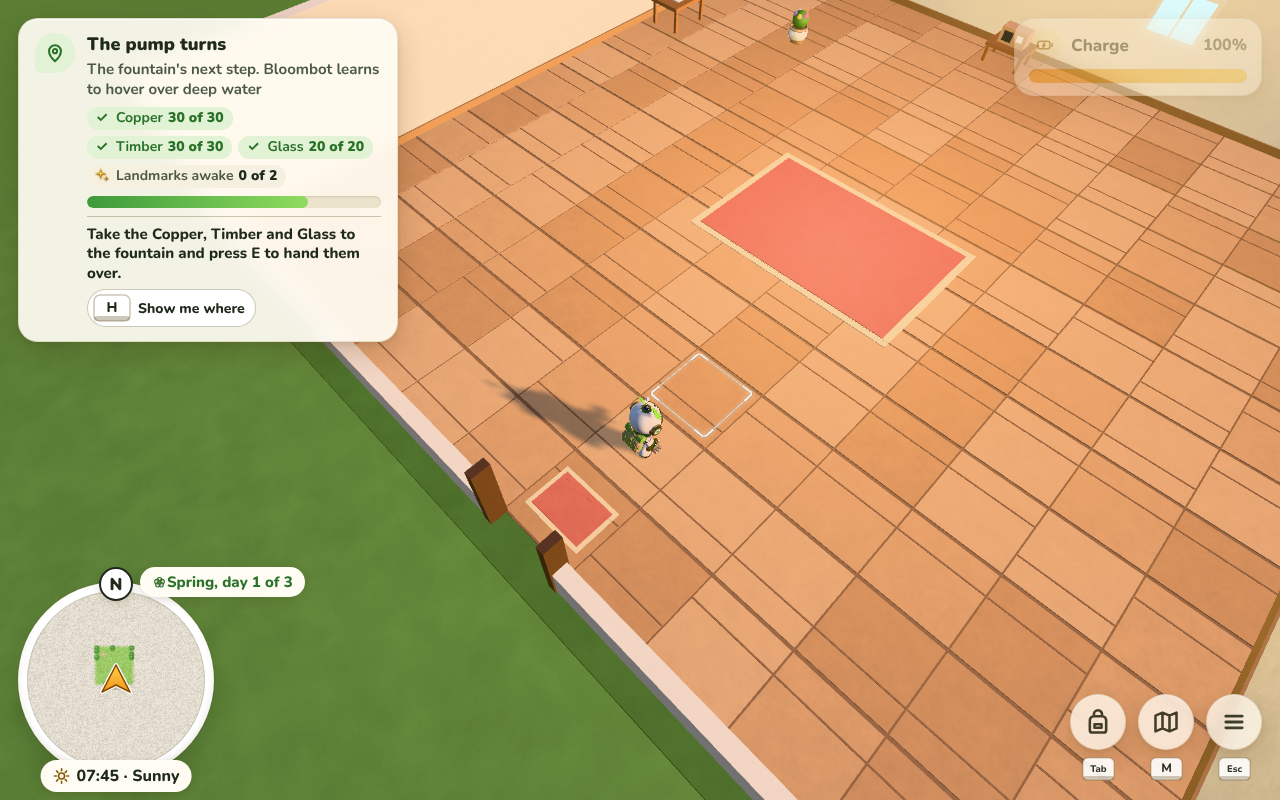 The pump turns
The fountain's next step. Bloombot learns
to hover over deep water
Copper 30 of 30
Timber 30 of 30
Glass 20 of 20
Landmarks awake 0 of 2
Take the Copper, Timber and Glass to
the fountain and press E to hand them
over.
H Show me where
Charge 100%
N
Spring, day 1 of 3
07:45 · Sunny
Tab
M
Esc